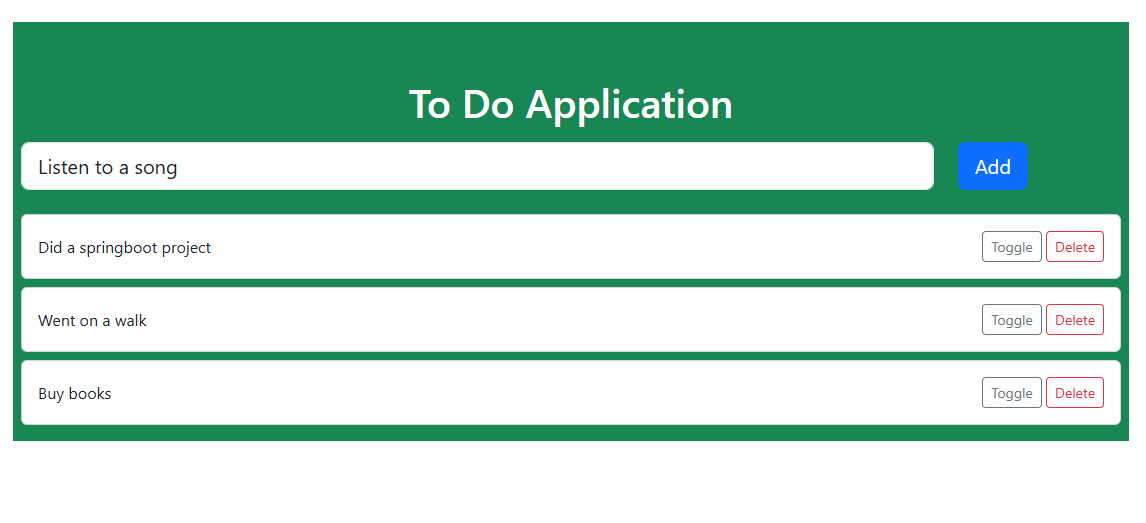 To Do Application
Listen to a song Add
Did a springboot project Toggle Delete
Went on a walk Toggle Delete
Buy books Toggle Delete